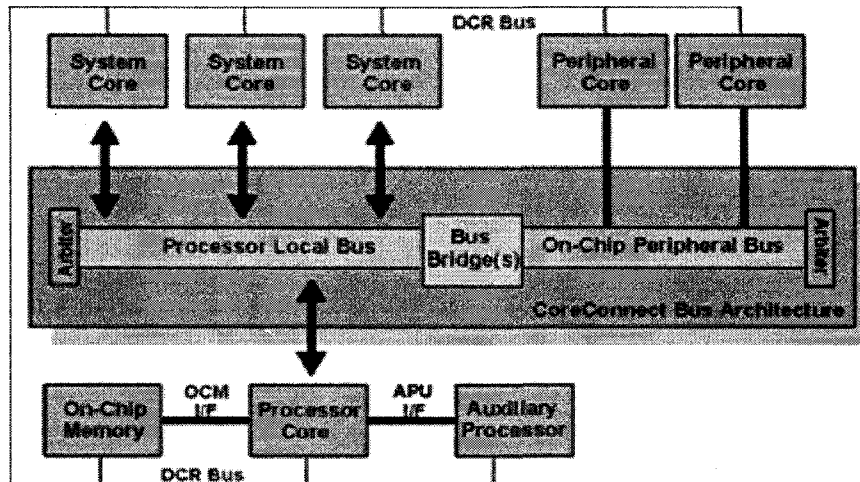 DCR Bus
System Core
System Core
System Core
Peripheral Core
Peripheral Core
Arbiter
Processor Local Bus
Bus Bridge(s)
On-Chip Peripheral Bus
Arbiter
CoreConnect Bus Architecture
On-Chip Memory
OCM I/F
Processor Core
APU I/F
Auxiliary Processor
DCR Bus